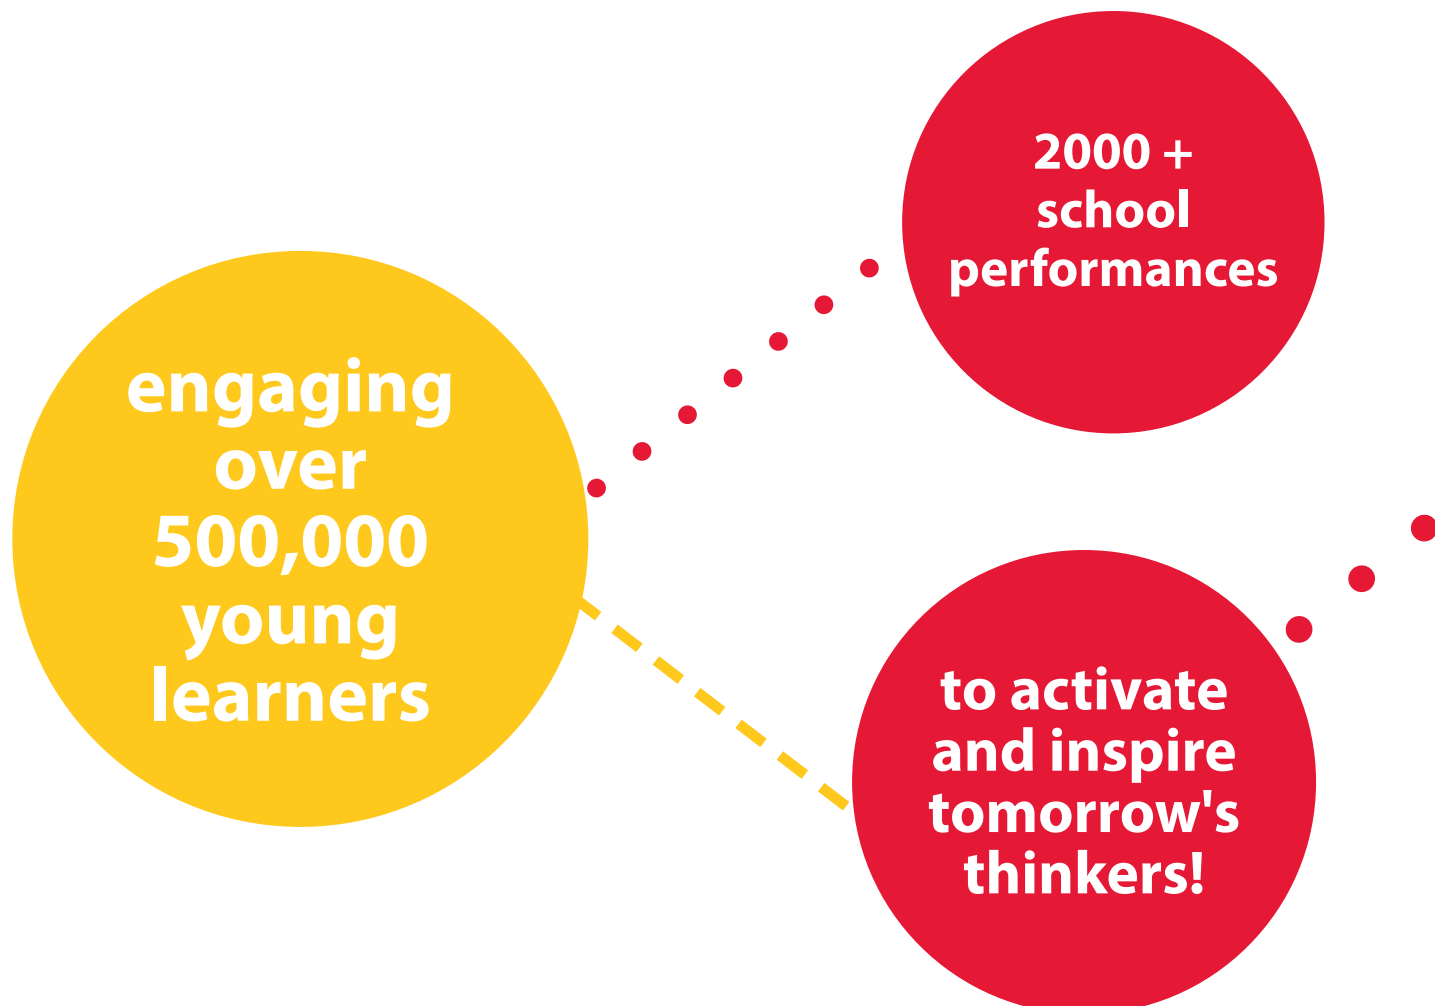 2000 +
school
performances
engaging
over
500,000
young
learners
to activate
and inspire
tomorrow's
thinkers!